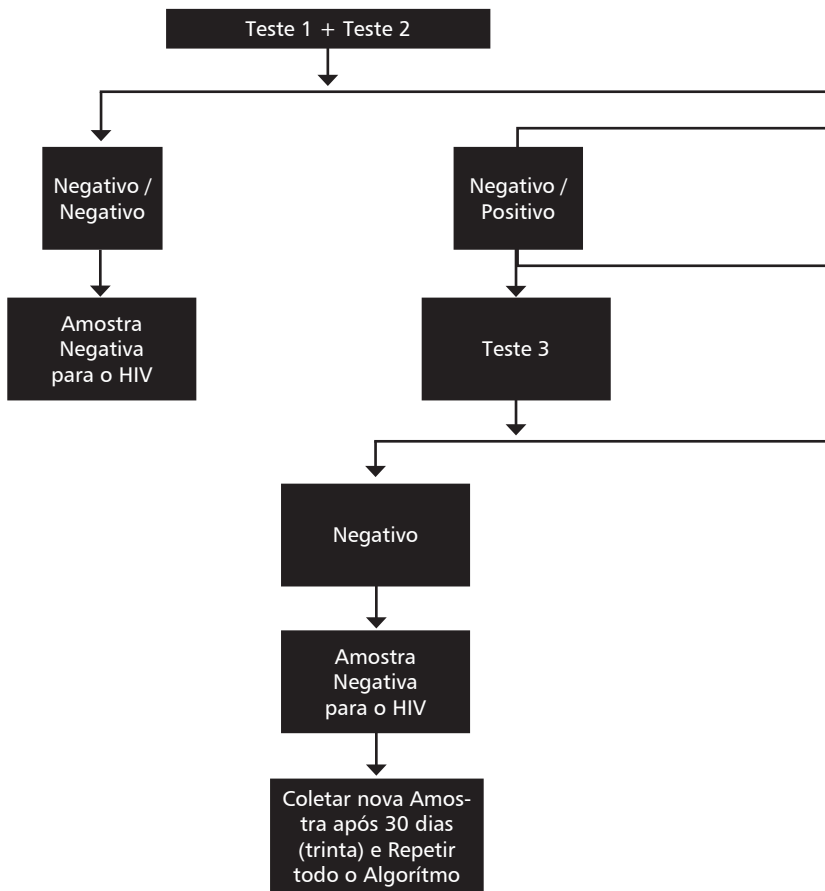 Teste 1 + Teste 2
Negativo /
Negativo
Negativo /
Positivo
Amostra
Negativa
para o HIV
Teste 3
Negativo
Amostra
Negativa
para o HIV
Coletar nova Amos-
tra após 30 dias
(trinta) e Repetir
todo o Algorítmo